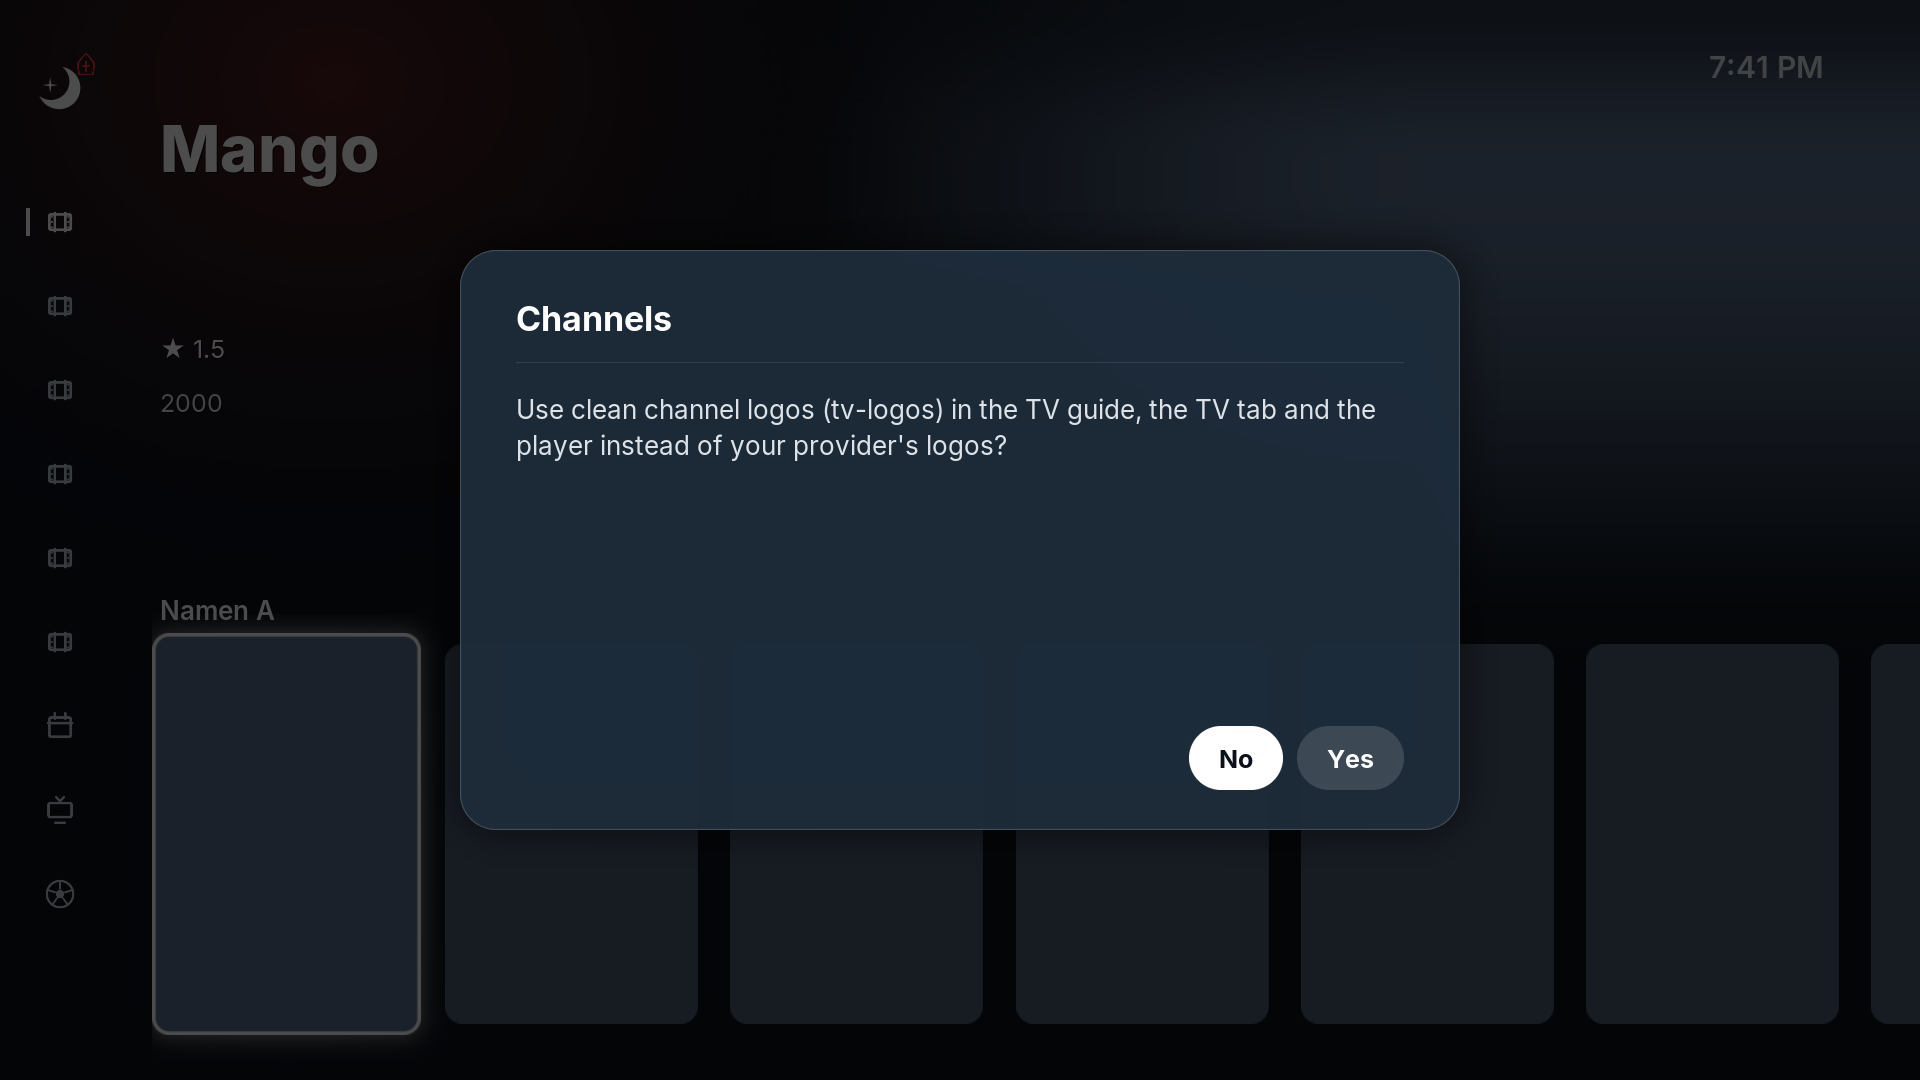 7:41 PM
Mango
★ 1.5
2000
Channels
Use clean channel logos (tv-logos) in the TV guide, the TV tab and the
player instead of your provider's logos?
No
Yes
Namen A